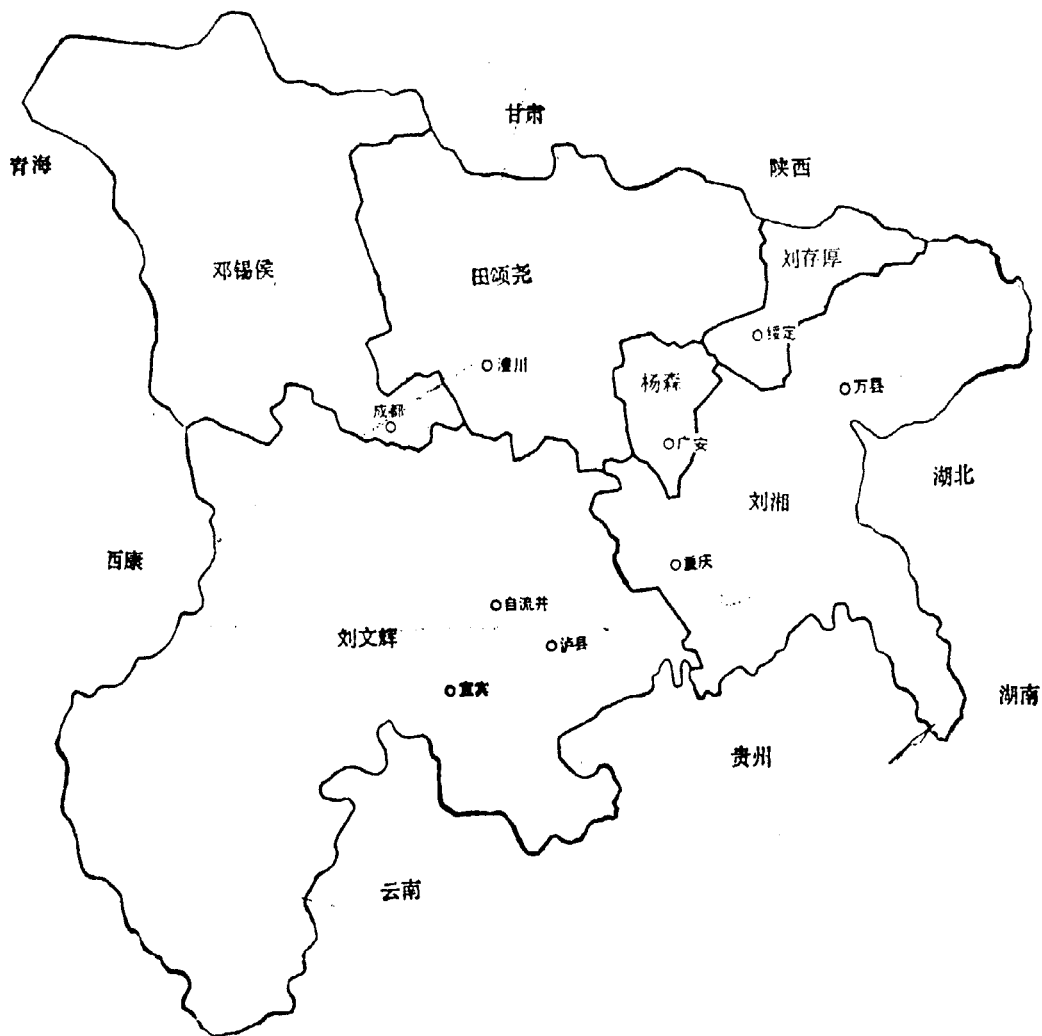 甘肃
青海
陕西
邓锡侯
田颂尧
刘存厚
绥定
潼川
杨森
万县
成都
广安
湖北
刘湘
西康
重庆
自流井
刘文辉
泸县
宜宾
湖南
贵州
云南